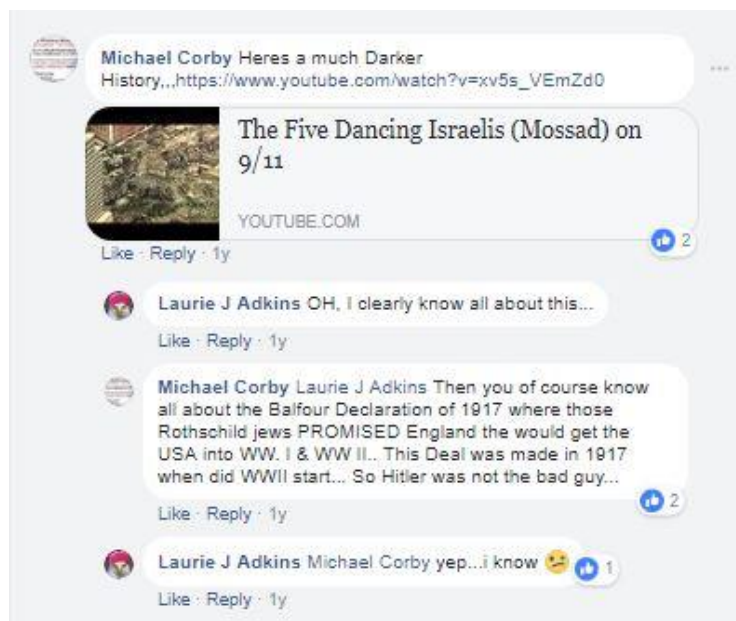 Michael Corby Heres a much Darker
History,,,https://www.youtube.com/watch?v=xv5s_VEmZd0
The Five Dancing Israelis (Mossad) on
9/11
YOUTUBE.COM
2
Like · Reply · 1y
Laurie J Adkins OH, I clearly know all about this...
Like · Reply · 1y
Michael Corby Laurie J Adkins Then you of course know
all about the Balfour Declaration of 1917 where those
Rothschild jews PROMISED England the would get the
USA into WW. I & WW II.. This Deal was made in 1917
when did WWII start... So Hitler was not the bad guy...
2
Like · Reply · 1y
Laurie J Adkins Michael Corby yep...i know
1
Like · Reply · 1y